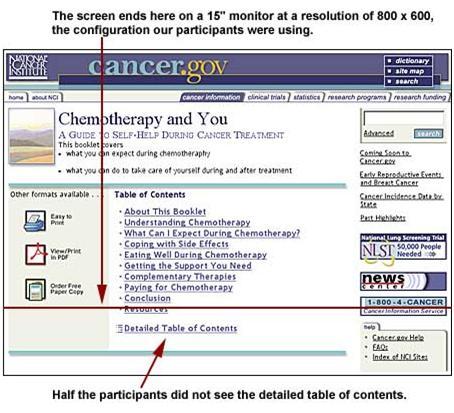 The screen ends here on a 15" monitor at a resolution of 800 x 600,
the configuration our participants were using.
NATIONAL
CANCER
INSTITUTE
cancer.gov
dictionary
site map
search
home
about NCI
cancer information
clinical trials
statistics
research programs
research funding
Chemotherapy and You
A GUIDE TO SELF-HELP DURING CANCER TREATMENT
This booklet covers
• what you can expect during chemotheraphy
• what you can do to take care of yourself during and after treatment
Advanced
search
Coming Soon to
Cancer.gov
Early Reproductive Events
and Breast Cancer
Cancer Incidence Data by
State
Past Highlights
Other formats available . . .
Easy to
Print
View/Print
in PDF
Order Free
Paper Copy
Table of Contents
• About This Booklet
• Understanding Chemotherapy
• What Can I Expect During Chemotherapy?
• Coping with Side Effects
• Eating Well During Chemotherapy
• Getting the Support You Need
• Complementary Therapies
• Paying for Chemotherapy
• Conclusion
• Resources
Detailed Table of Contents
National Lung Screening Trial
NLST
50,000 People
Needed
news
center
1-800-4-CANCER
Cancer Information Service
help
• Cancer.gov Help
• FAQs
• Index of NCI Sites
Half the participants did not see the detailed table of contents.